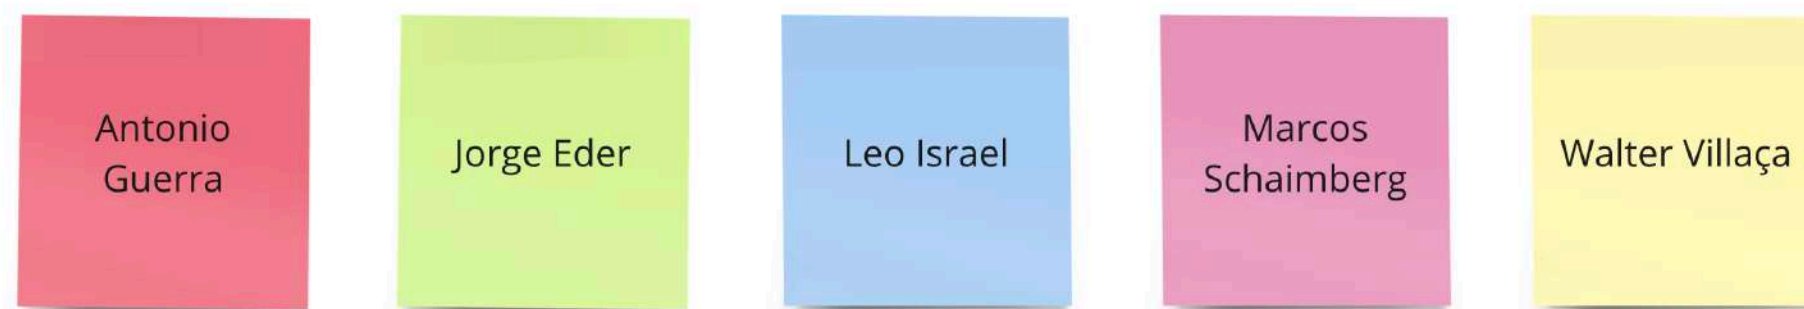 Antonio
Guerra
Jorge Eder
Leo Israel
Marcos
Schaimberg
Walter Villaça